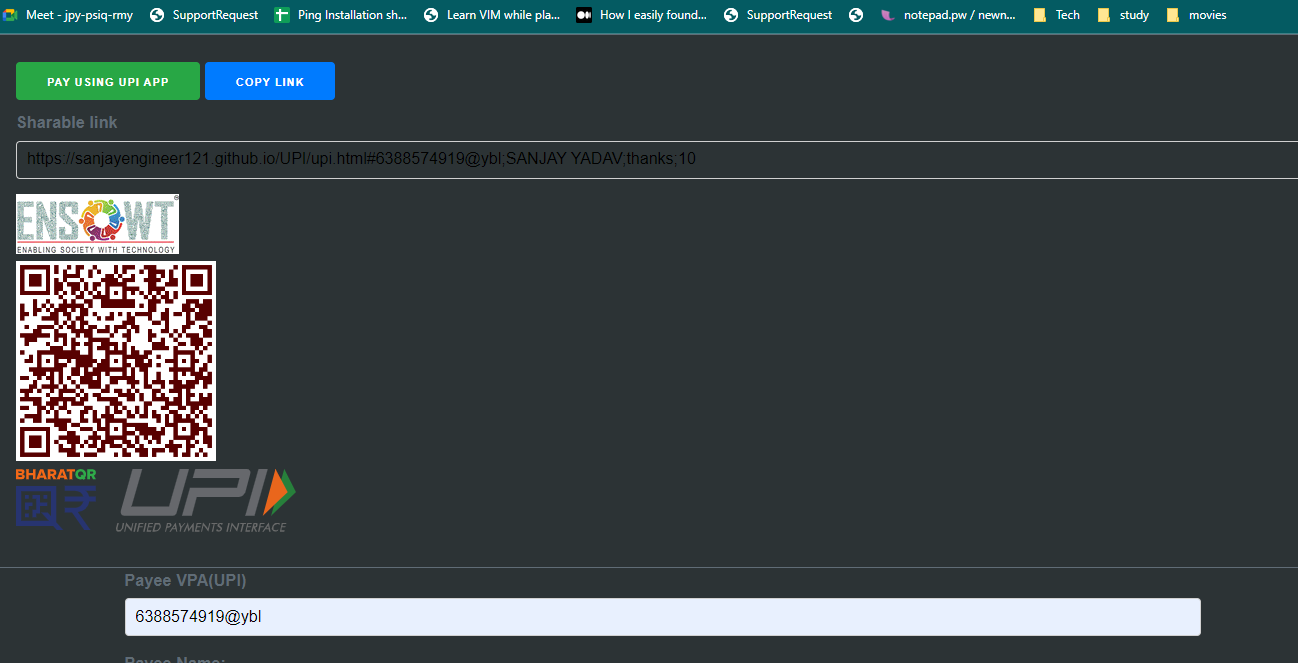 Meet - jpy-psiq-rmy SupportRequest Ping Installation sh... Learn VIM while pla... How I easily found... SupportRequest notepad.pw / newn... Tech study movies
PAY USING UPI APP COPY LINK
Sharable link
https://sanjayengineer121.github.io/UPI/upi.html#6388574919@ybl;SANJAY YADAV;thanks;10
ENSOWT
ENABLING SOCIETY WITH TECHNOLOGY
BHARATQR UPI
UNIFIED PAYMENTS INTERFACE
Payee VPA(UPI)
6388574919@ybl
Payee Name: